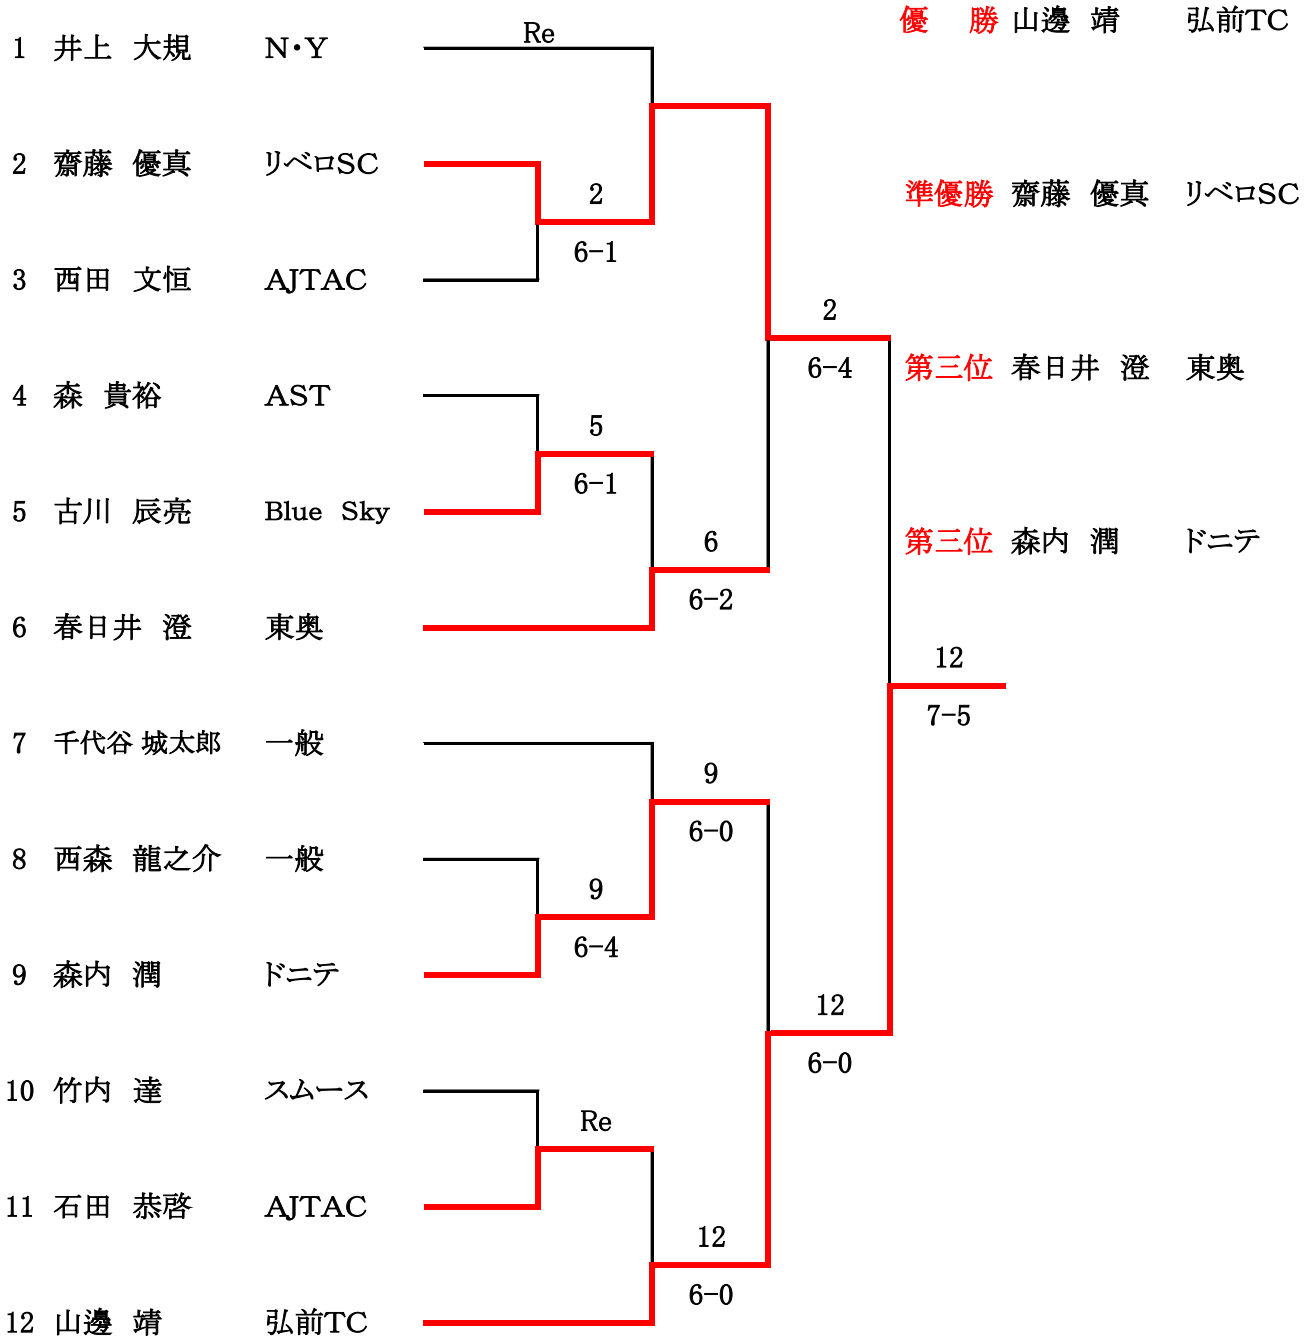 優　勝 山邊 靖 弘前TC
1 井上 大規 N・Y Re
2 齋藤 優真 リベロSC
準優勝 齋藤 優真 リベロSC
2
6-1
3 西田 文恒 AJTAC
2
6-4
第三位 春日井 澄 東奥
4 森 貴裕 AST
5
6-1
5 古川 辰亮 Blue Sky
第三位 森内 潤 ドニテ
6
6-2
6 春日井 澄 東奥
12
7-5
7 千代谷 城太郎 一般
9
6-0
8 西森 龍之介 一般
9
6-4
9 森内 潤 ドニテ
12
6-0
10 竹内 達 スムース
Re
11 石田 恭啓 AJTAC
12
6-0
12 山邊 靖 弘前TC